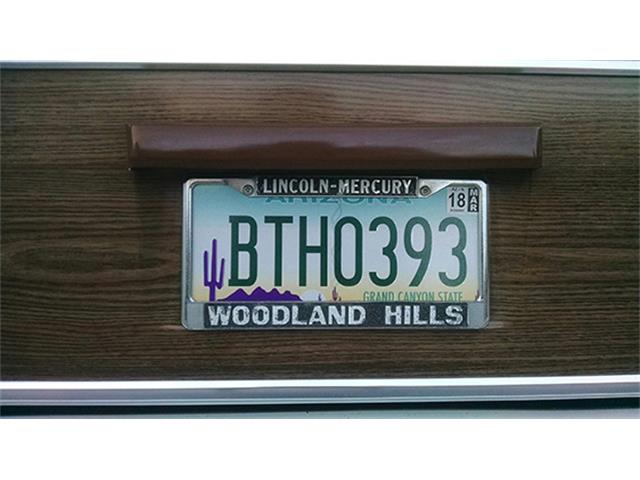 LINCOLN-MERCURY
ARIZONA
18
MAR
BTH0393
GRAND CANYON STATE
WOODLAND HILLS